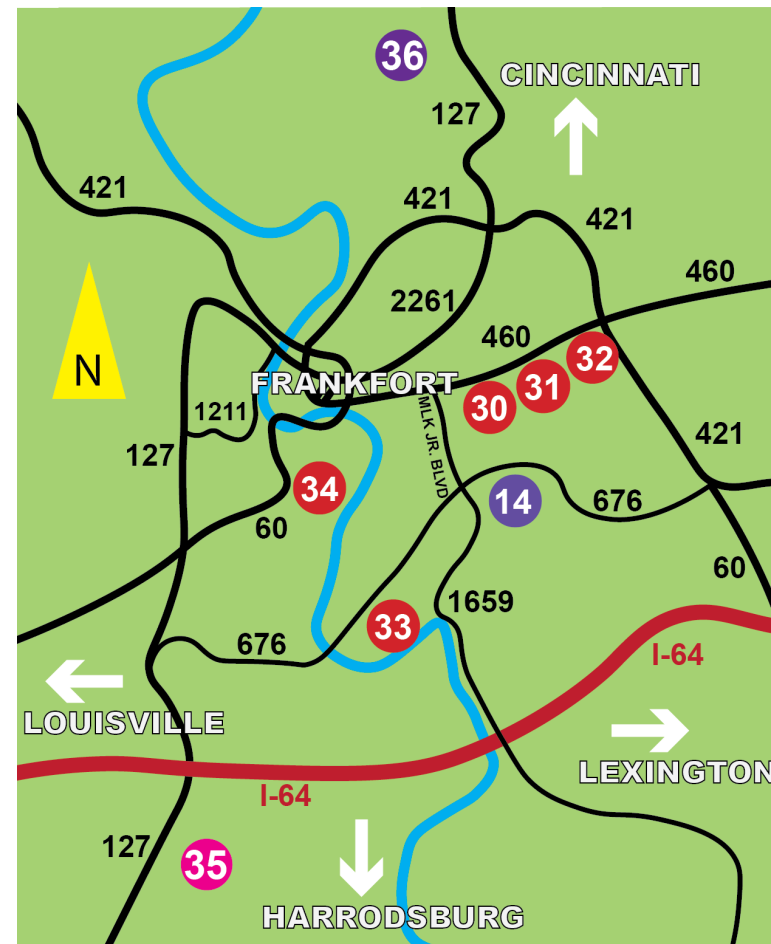 36
CINCINNATI
127
421
421
421
460
2261
460
N
32
FRANKFORT
31
30
1211
MLK JR. BLVD
127
421
34
14
676
60
60
1659
33
676
I-64
LOUISVILLE
LEXINGTON
I-64
127
35
HARRODSBURG